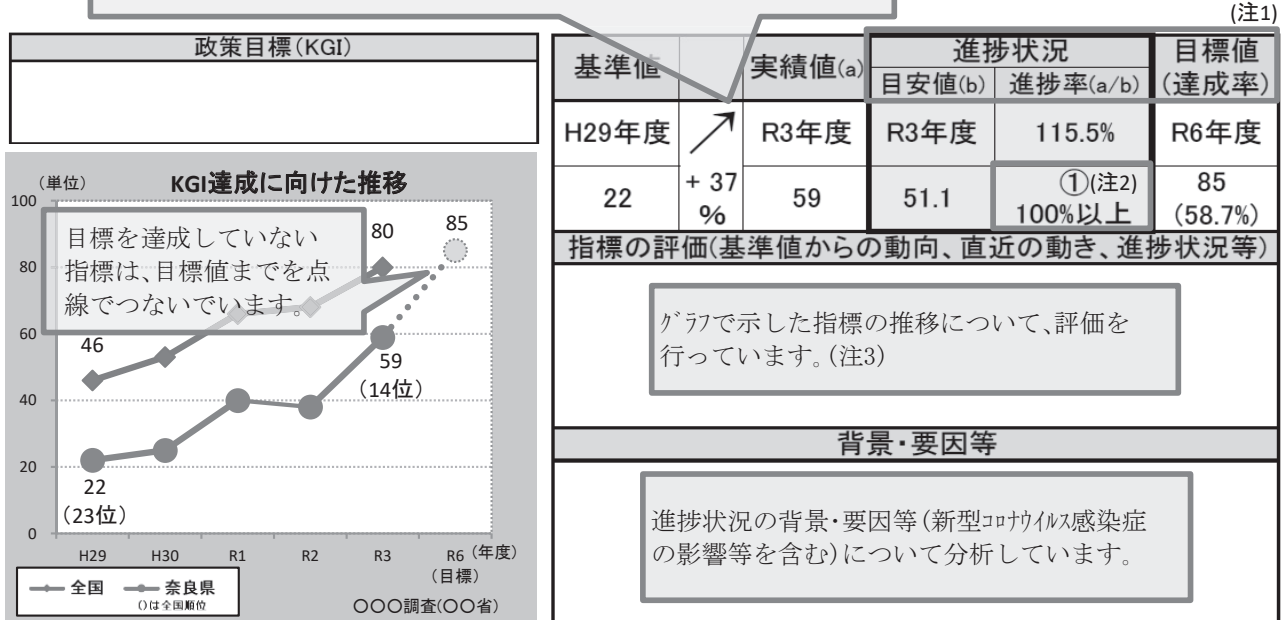 (注1)
政策目標(KGI)
基準値
実績値(a)
進捗状況
目標値
(達成率)
目安値(b)
進捗率(a/b)
H29年度
R3年度
R3年度
115.5%
R6年度
22
+ 37
%
59
51.1
①(注2)
100%以上
85
(58.7%)
指標の評価(基準値からの動向、直近の動き、進捗状況等)
グラフで示した指標の推移について、評価を
行っています。(注3)
背景・要因等
進捗状況の背景・要因等(新型コロナウイルス感染症
の影響等を含む)について分析しています。
(単位)
KGI達成に向けた推移
目標を達成していない
指標は、目標値までを点
線でつないでいます。
100
80
60
40
20
0
46
80
85
59
(14位)
22
(23位)
H29
H30
R1
R2
R3
R6
(年度)
(目標)
全国
奈良県
()は全国順位
〇〇〇調査(〇〇省)